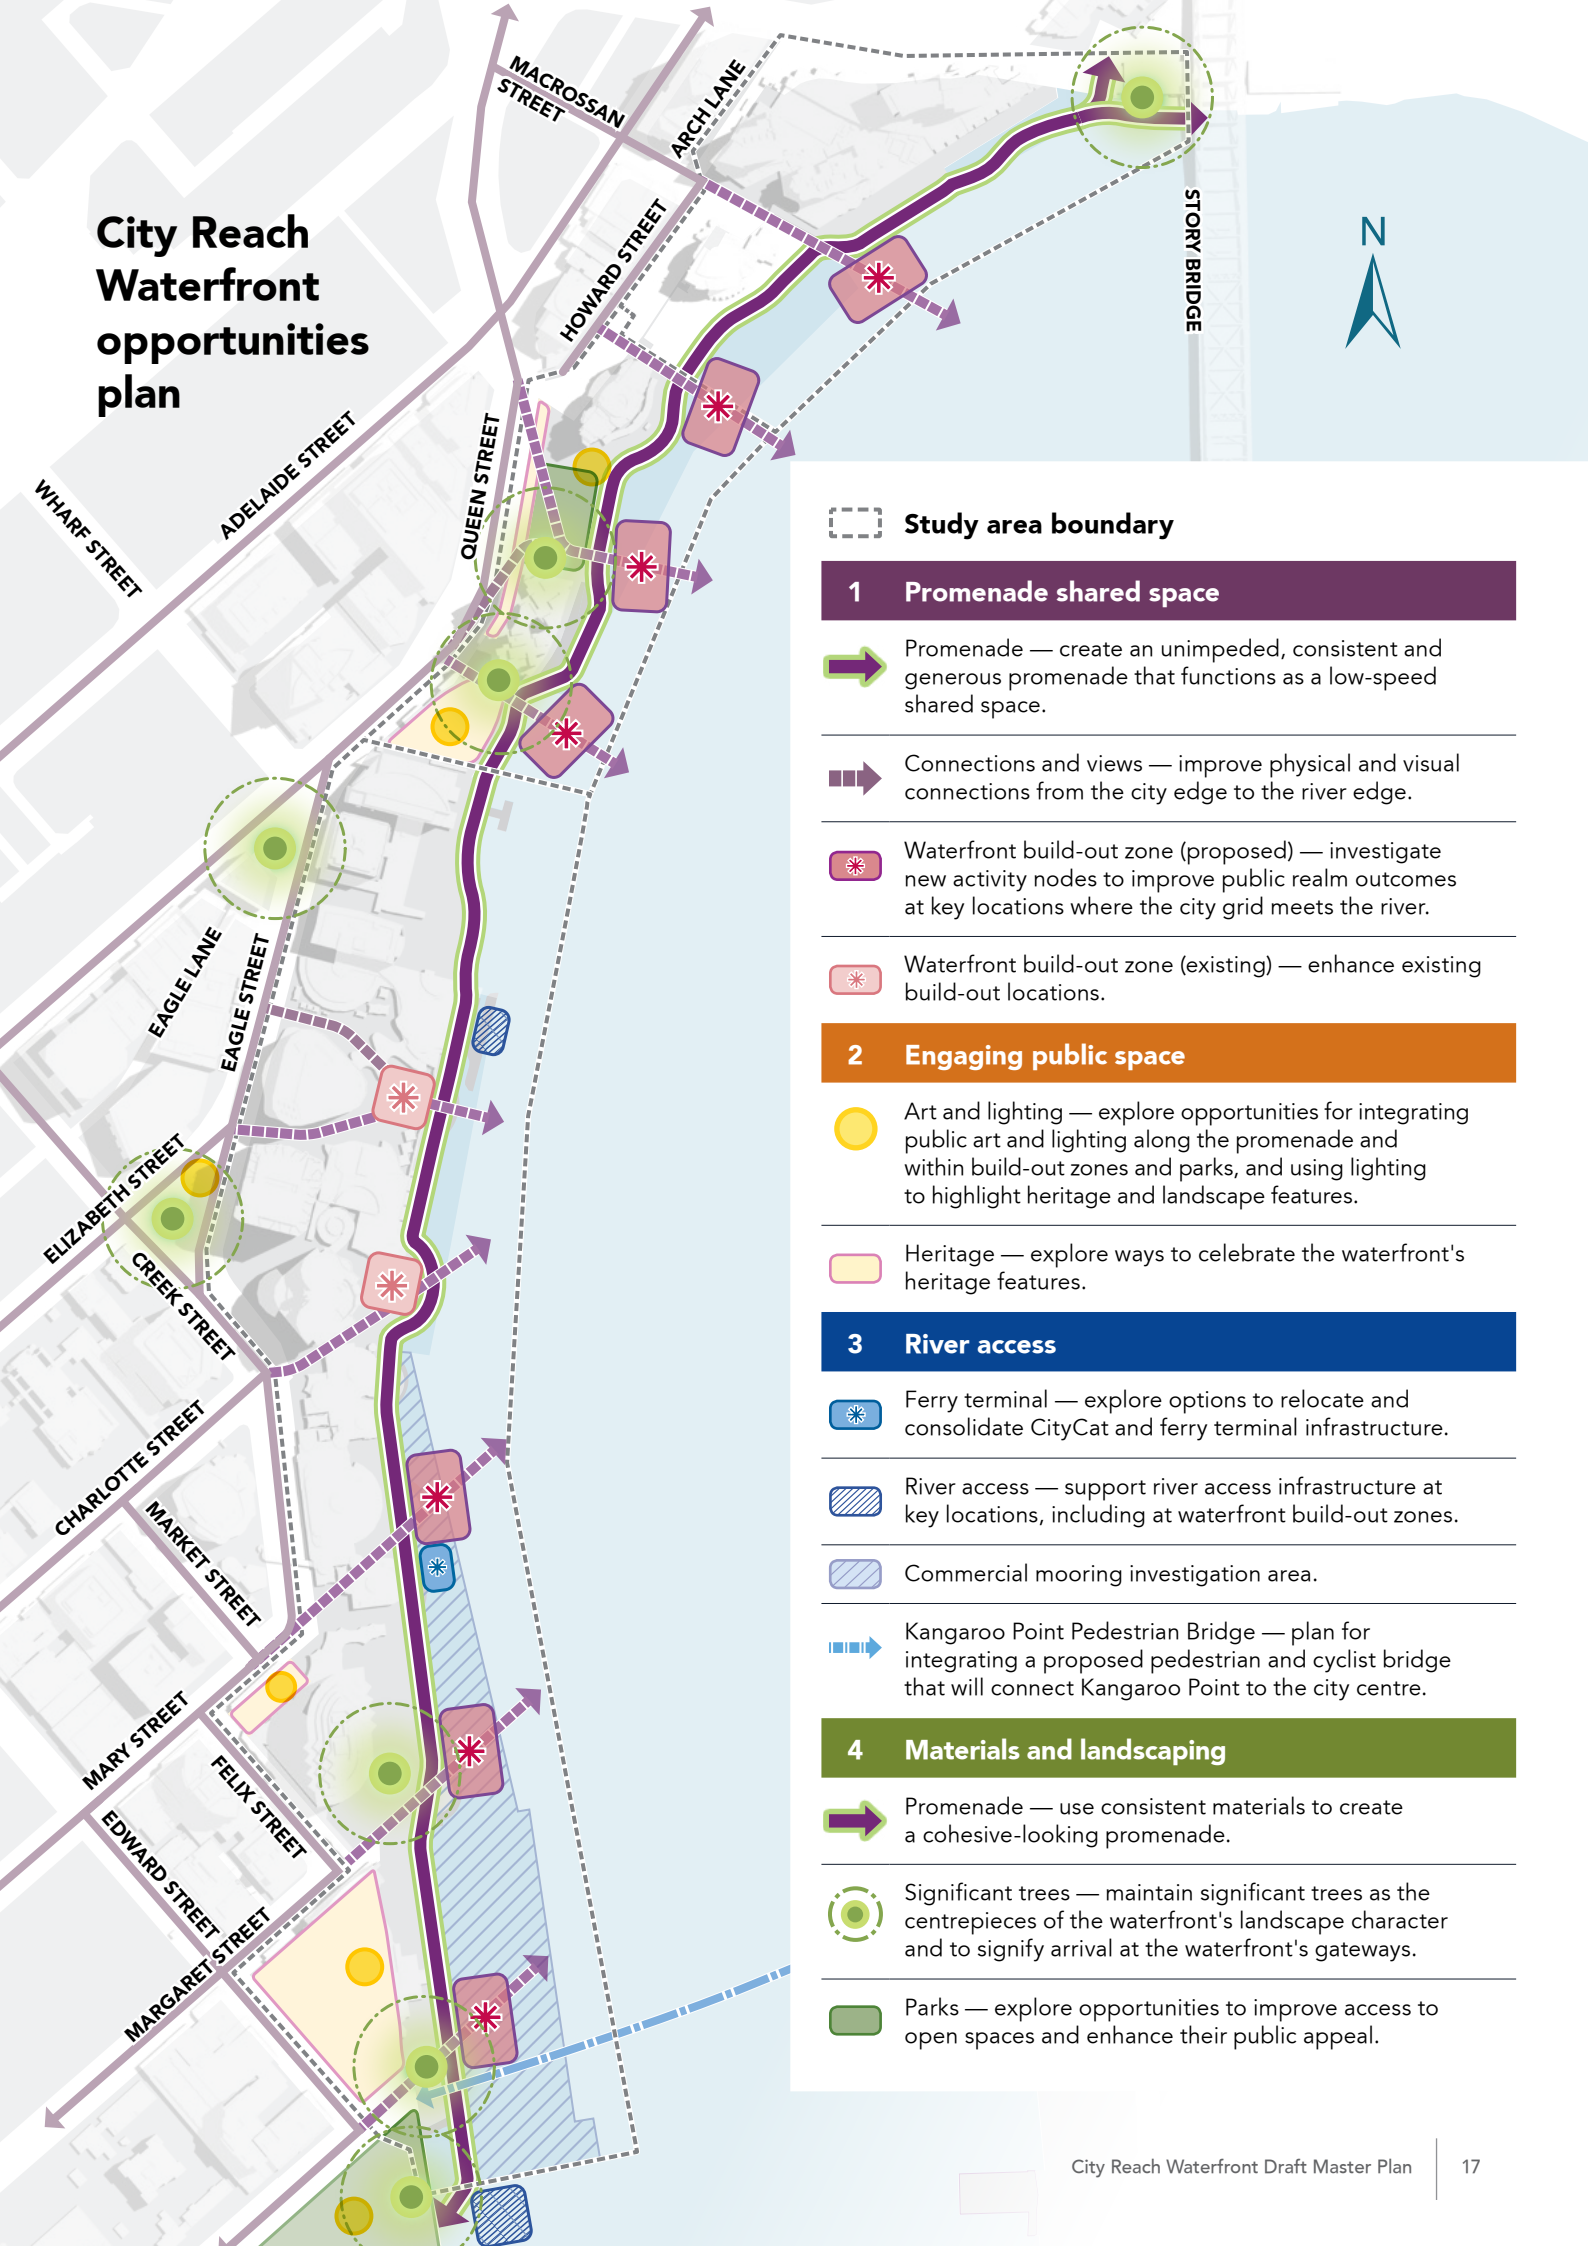 City Reach
Waterfront
opportunities
plan
MACROSSAN
STREET
ARCH LANE
HOWARD STREET
STORY BRIDGE
N
ADELAIDE STREET
QUEEN STREET
WHARF STREET
EAGLE LANE
EAGLE STREET
ELIZABETH STREET
CREEK STREET
CHARLOTTE STREET
MARKET STREET
MARY STREET
FELIX STREET
EDWARD STREET
MARGARET STREET
Study area boundary
1 Promenade shared space
Promenade — create an unimpeded, consistent and
generous promenade that functions as a low-speed
shared space.
Connections and views — improve physical and visual
connections from the city edge to the river edge.
Waterfront build-out zone (proposed) — investigate
new activity nodes to improve public realm outcomes
at key locations where the city grid meets the river.
Waterfront build-out zone (existing) — enhance existing
build-out locations.
2 Engaging public space
Art and lighting — explore opportunities for integrating
public art and lighting along the promenade and
within build-out zones and parks, and using lighting
to highlight heritage and landscape features.
Heritage — explore ways to celebrate the waterfront's
heritage features.
3 River access
Ferry terminal — explore options to relocate and
consolidate CityCat and ferry terminal infrastructure.
River access — support river access infrastructure at
key locations, including at waterfront build-out zones.
Commercial mooring investigation area.
Kangaroo Point Pedestrian Bridge — plan for
integrating a proposed pedestrian and cyclist bridge
that will connect Kangaroo Point to the city centre.
4 Materials and landscaping
Promenade — use consistent materials to create
a cohesive-looking promenade.
Significant trees — maintain significant trees as the
centrepieces of the waterfront's landscape character
and to signify arrival at the waterfront's gateways.
Parks — explore opportunities to improve access to
open spaces and enhance their public appeal.
City Reach Waterfront Draft Master Plan 17